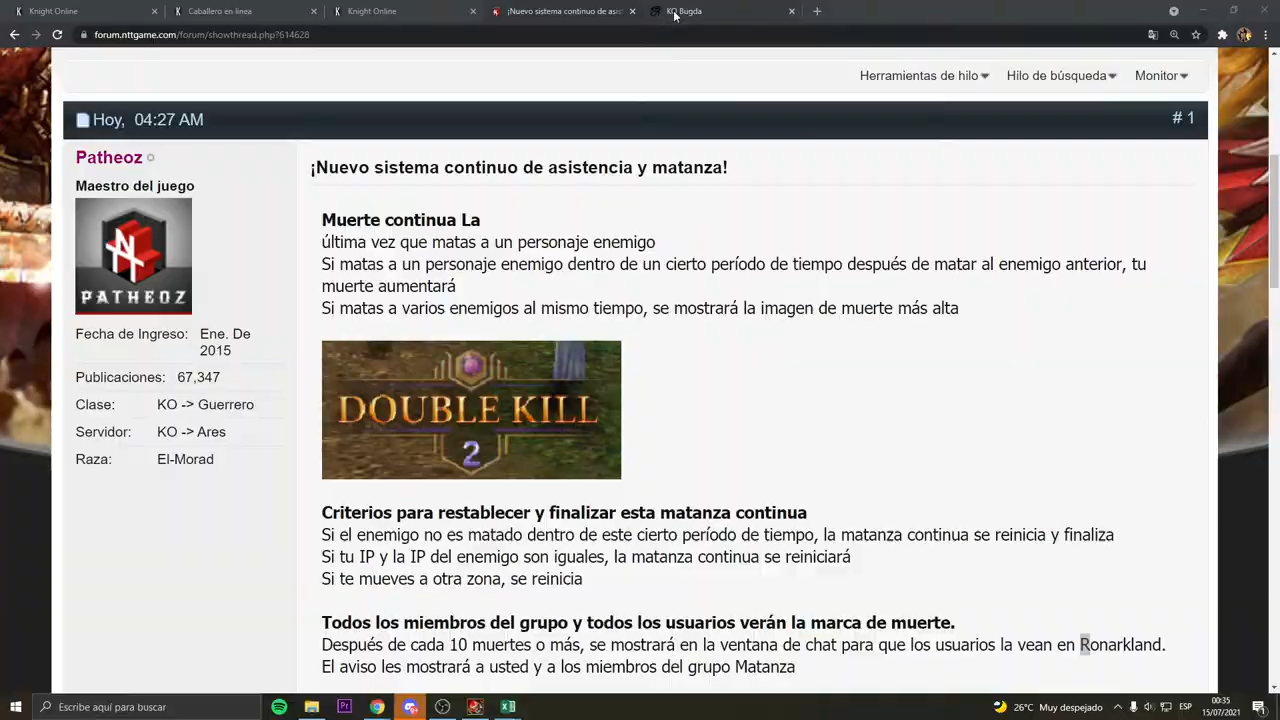 Knight Online
Caballero en línea
Knight Online
¡Nuevo sistema continuo de asist
KO Bugda
forum.nttgame.com/forum/showthread.php?614628
Herramientas de hilo
Hilo de búsqueda
Monitor
Hoy, 04:27 AM
# 1
Patheoz
Maestro del juego
PATHEOZ
Fecha de Ingreso: Ene. De
2015
Publicaciones: 67,347
Clase: KO -> Guerrero
Servidor: KO -> Ares
Raza: El-Morad
¡Nuevo sistema continuo de asistencia y matanza!
Muerte continua La
última vez que matas a un personaje enemigo
Si matas a un personaje enemigo dentro de un cierto período de tiempo después de matar al enemigo anterior, tu
muerte aumentará
Si matas a varios enemigos al mismo tiempo, se mostrará la imagen de muerte más alta
DOUBLE KILL
2
Criterios para restablecer y finalizar esta matanza continua
Si el enemigo no es matado dentro de este cierto período de tiempo, la matanza continua se reinicia y finaliza
Si tu IP y la IP del enemigo son iguales, la matanza continua se reiniciará
Si te mueves a otra zona, se reinicia
Todos los miembros del grupo y todos los usuarios verán la marca de muerte.
Después de cada 10 muertes o más, se mostrará en la ventana de chat para que los usuarios la vean en Ronarkland.
El aviso les mostrará a usted y a los miembros del grupo Matanza
Escribe aquí para buscar
26°C Muy despejado
ESP
00:35
15/07/2021